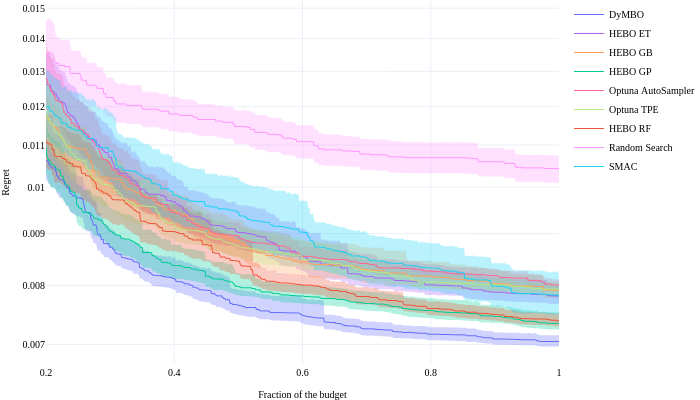 0.015
0.014
0.013
0.012
0.011
0.01
0.009
0.008
0.007
Regret
0.2
0.4
0.6
0.8
1
Fraction of the budget
DyMBO
HEBO ET
HEBO GB
HEBO GP
Optuna AutoSampler
Optuna TPE
HEBO RF
Random Search
SMAC